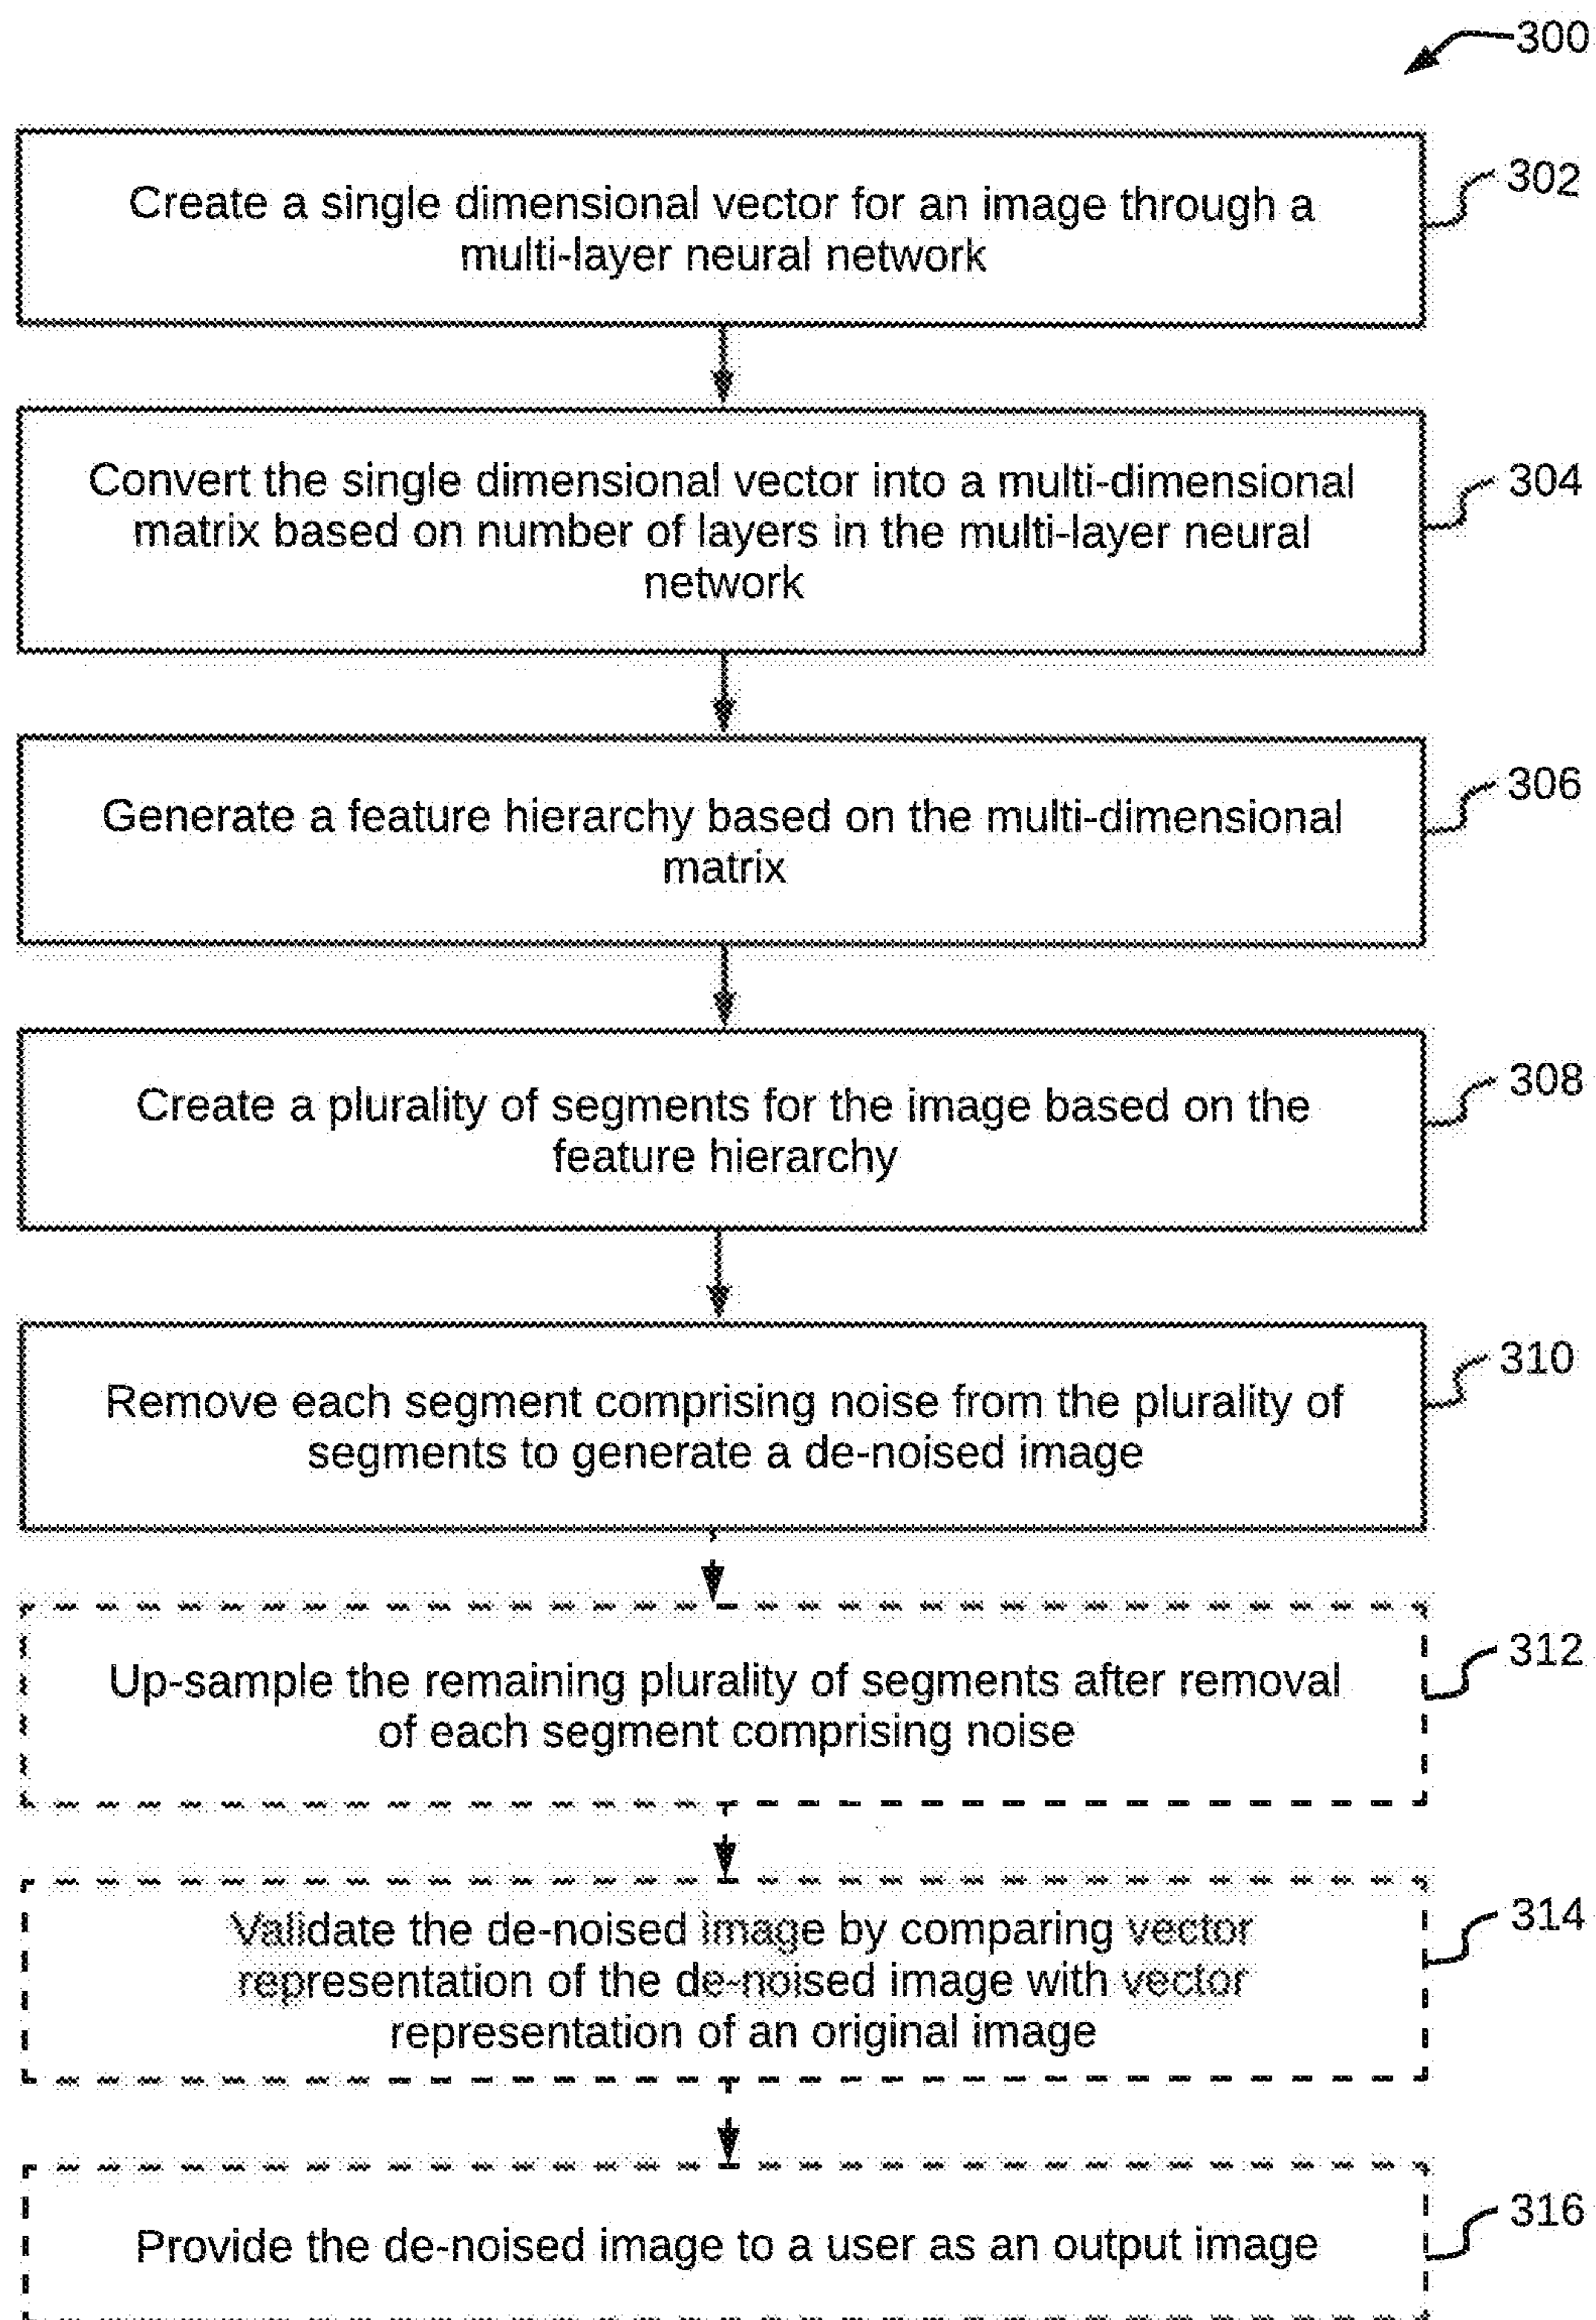 300
Create a single dimensional vector for an image through a
multi-layer neural network
302
Convert the single dimensional vector into a multi-dimensional
matrix based on number of layers in the multi-layer neural
network
304
Generate a feature hierarchy based on the multi-dimensional
matrix
306
Create a plurality of segments for the image based on the
feature hierarchy
308
Remove each segment comprising noise from the plurality of
segments to generate a de-noised image
310
Up-sample the remaining plurality of segments after removal
of each segment comprising noise
312
Validate the de-noised image by comparing vector
representation of the de-noised image with vector
representation of an original image
314
Provide the de-noised image to a user as an output image
316